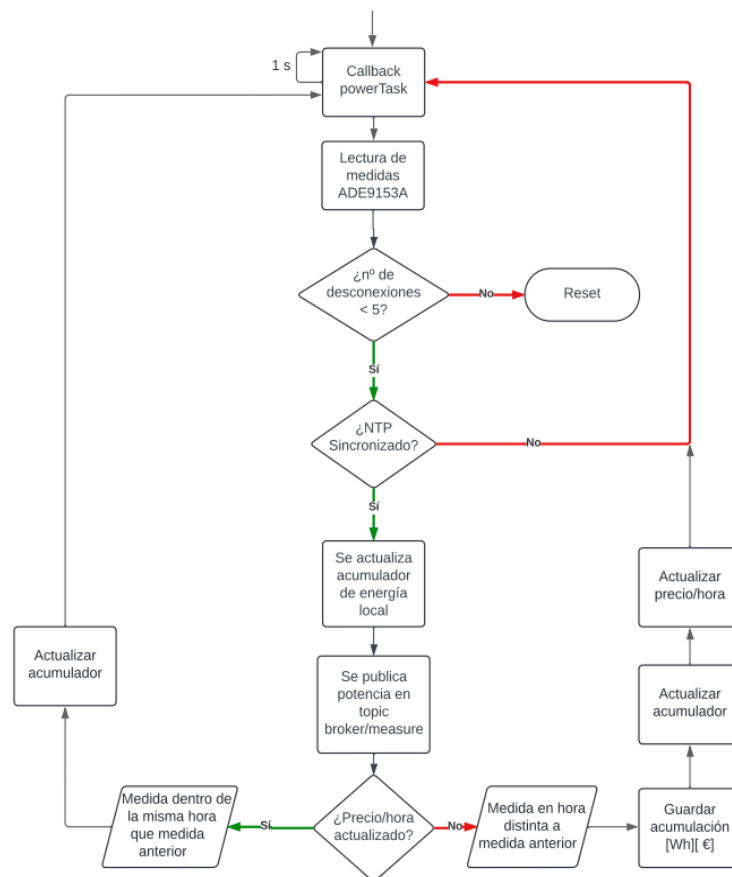 1 s
Callback
powerTask
Lectura de
medidas
ADE9153A
¿nº de
desconexiones
< 5?
No
Reset
Sí
¿NTP
Sincronizado?
No
Sí
Se actualiza
acumulador
de energía
local
Actualizar
precio/hora
Actualizar
acumulador
Se publica
potencia en
topic
broker/measure
Actualizar
acumulador
Medida dentro de
la misma hora
que medida
anterior
Sí
¿Precio/hora
actualizado?
No
Medida en hora
distinta a
medida anterior
Guardar
acumulación
[Wh][ €]